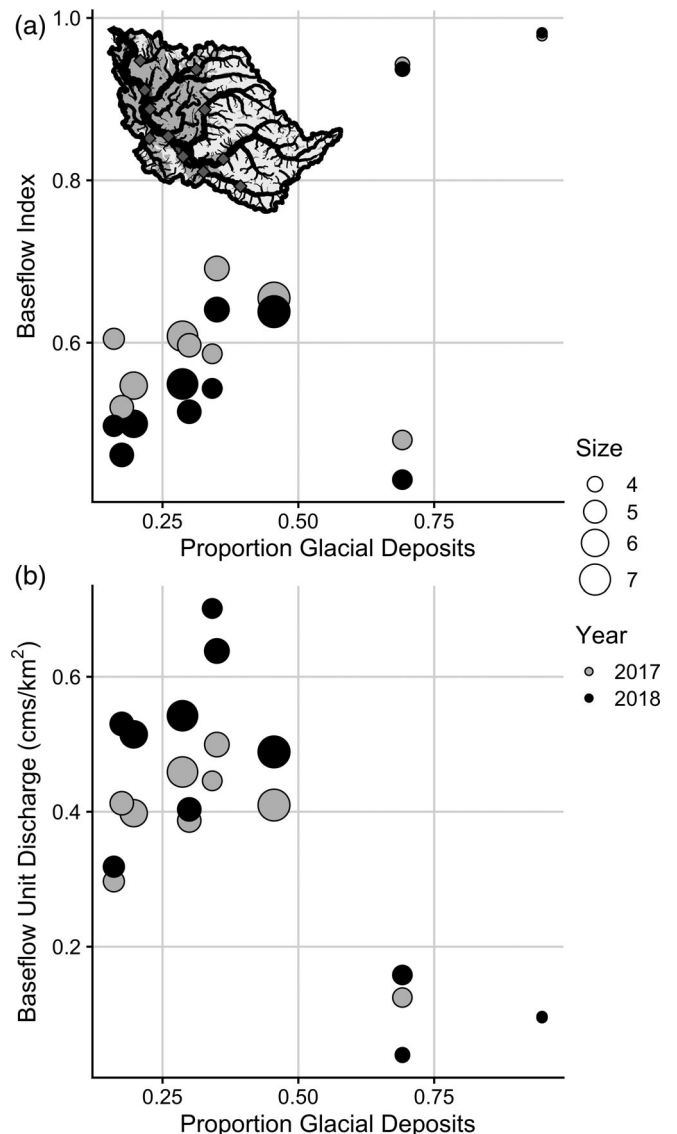 (a)
1.0
0.8
0.6
Baseflow Index
0.25 0.50 0.75
Proportion Glacial Deposits
Size
4
5
6
7
Year
2017
2018
(b)
0.6
0.4
0.2
Baseflow Unit Discharge (cms/km²)
0.25 0.50 0.75
Proportion Glacial Deposits